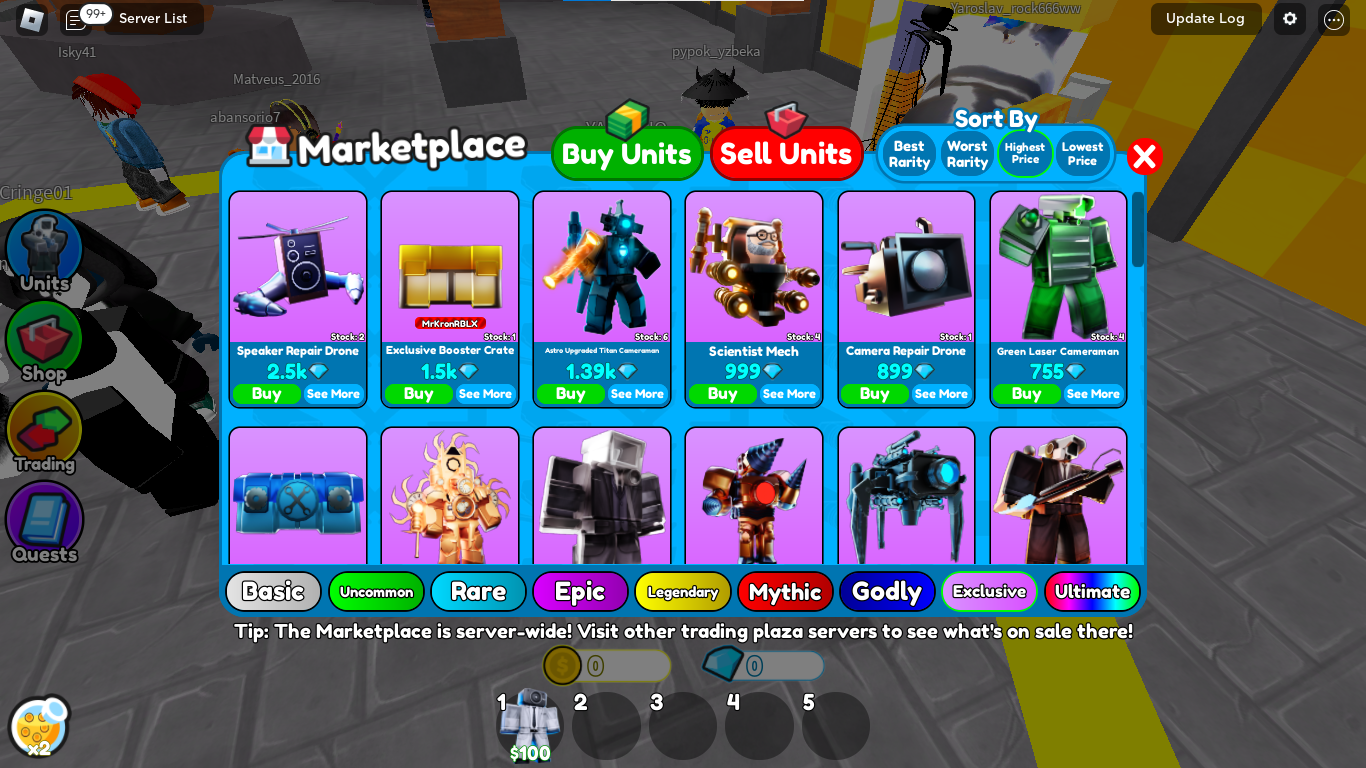 99+
Server List
Update Log
Yaroslav_rock666ww
Isky41
pypok_yzbeka
Matveus_2016
abansorio7
Cringe01
Marketplace
Buy Units
Sell Units
Sort By
Best Rarity
Worst Rarity
Highest Price
Lowest Price
Units
Shop
Trading
Quests
MrKronRBLX
Stock: 2
Stock: 1
Stock: 6
Stock: 4
Stock: 1
Stock: 4
Speaker Repair Drone
Exclusive Booster Crate
Astro Upgraded Titan Cameraman
Scientist Mech
Camera Repair Drone
Green Laser Cameraman
2.5k
1.5k
1.39k
999
899
755
Buy See More
Buy See More
Buy See More
Buy See More
Buy See More
Buy See More
Basic
Uncommon
Rare
Epic
Legendary
Mythic
Godly
Exclusive
Ultimate
Tip: The Marketplace is server-wide! Visit other trading plaza servers to see what's on sale there!
0
0
1
2
3
4
5
$100
x2